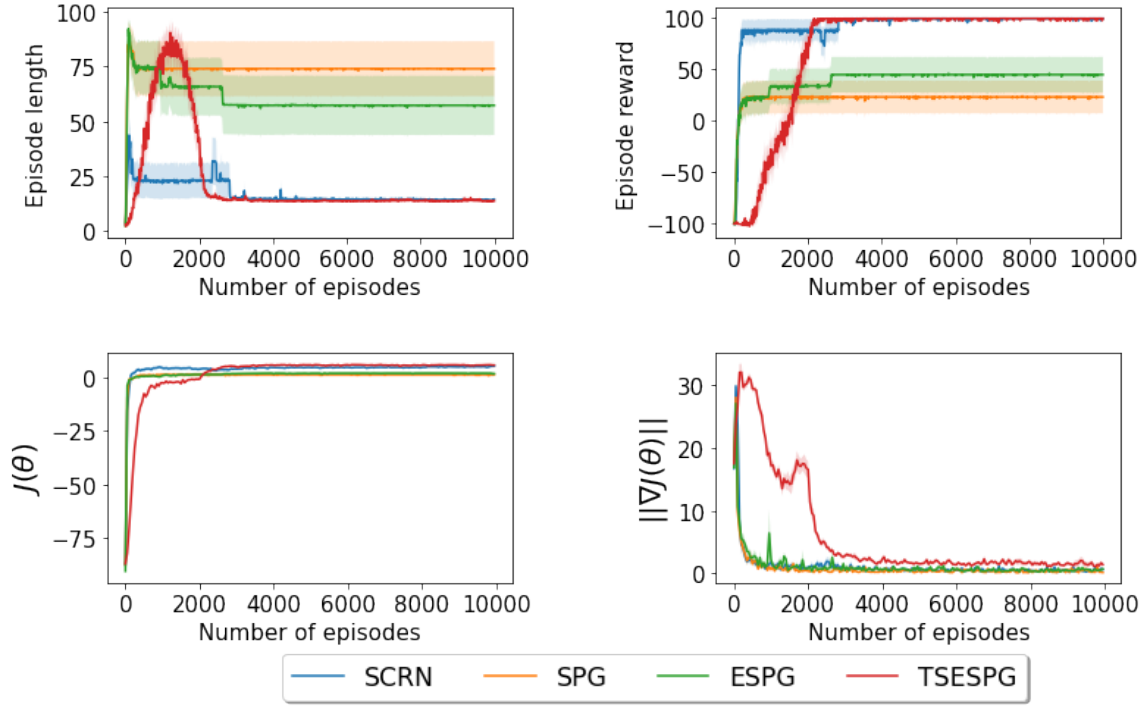 100
75
50
25
0
Episode length
0 2000 4000 6000 8000 10000
Number of episodes
100
50
0
−50
−100
Episode reward
0 2000 4000 6000 8000 10000
Number of episodes
0
−25
−50
−75
J(θ)
0 2000 4000 6000 8000 10000
Number of episodes
30
20
10
0
||∇J(θ)||
0 2000 4000 6000 8000 10000
Number of episodes
SCRN SPG ESPG TSESPG